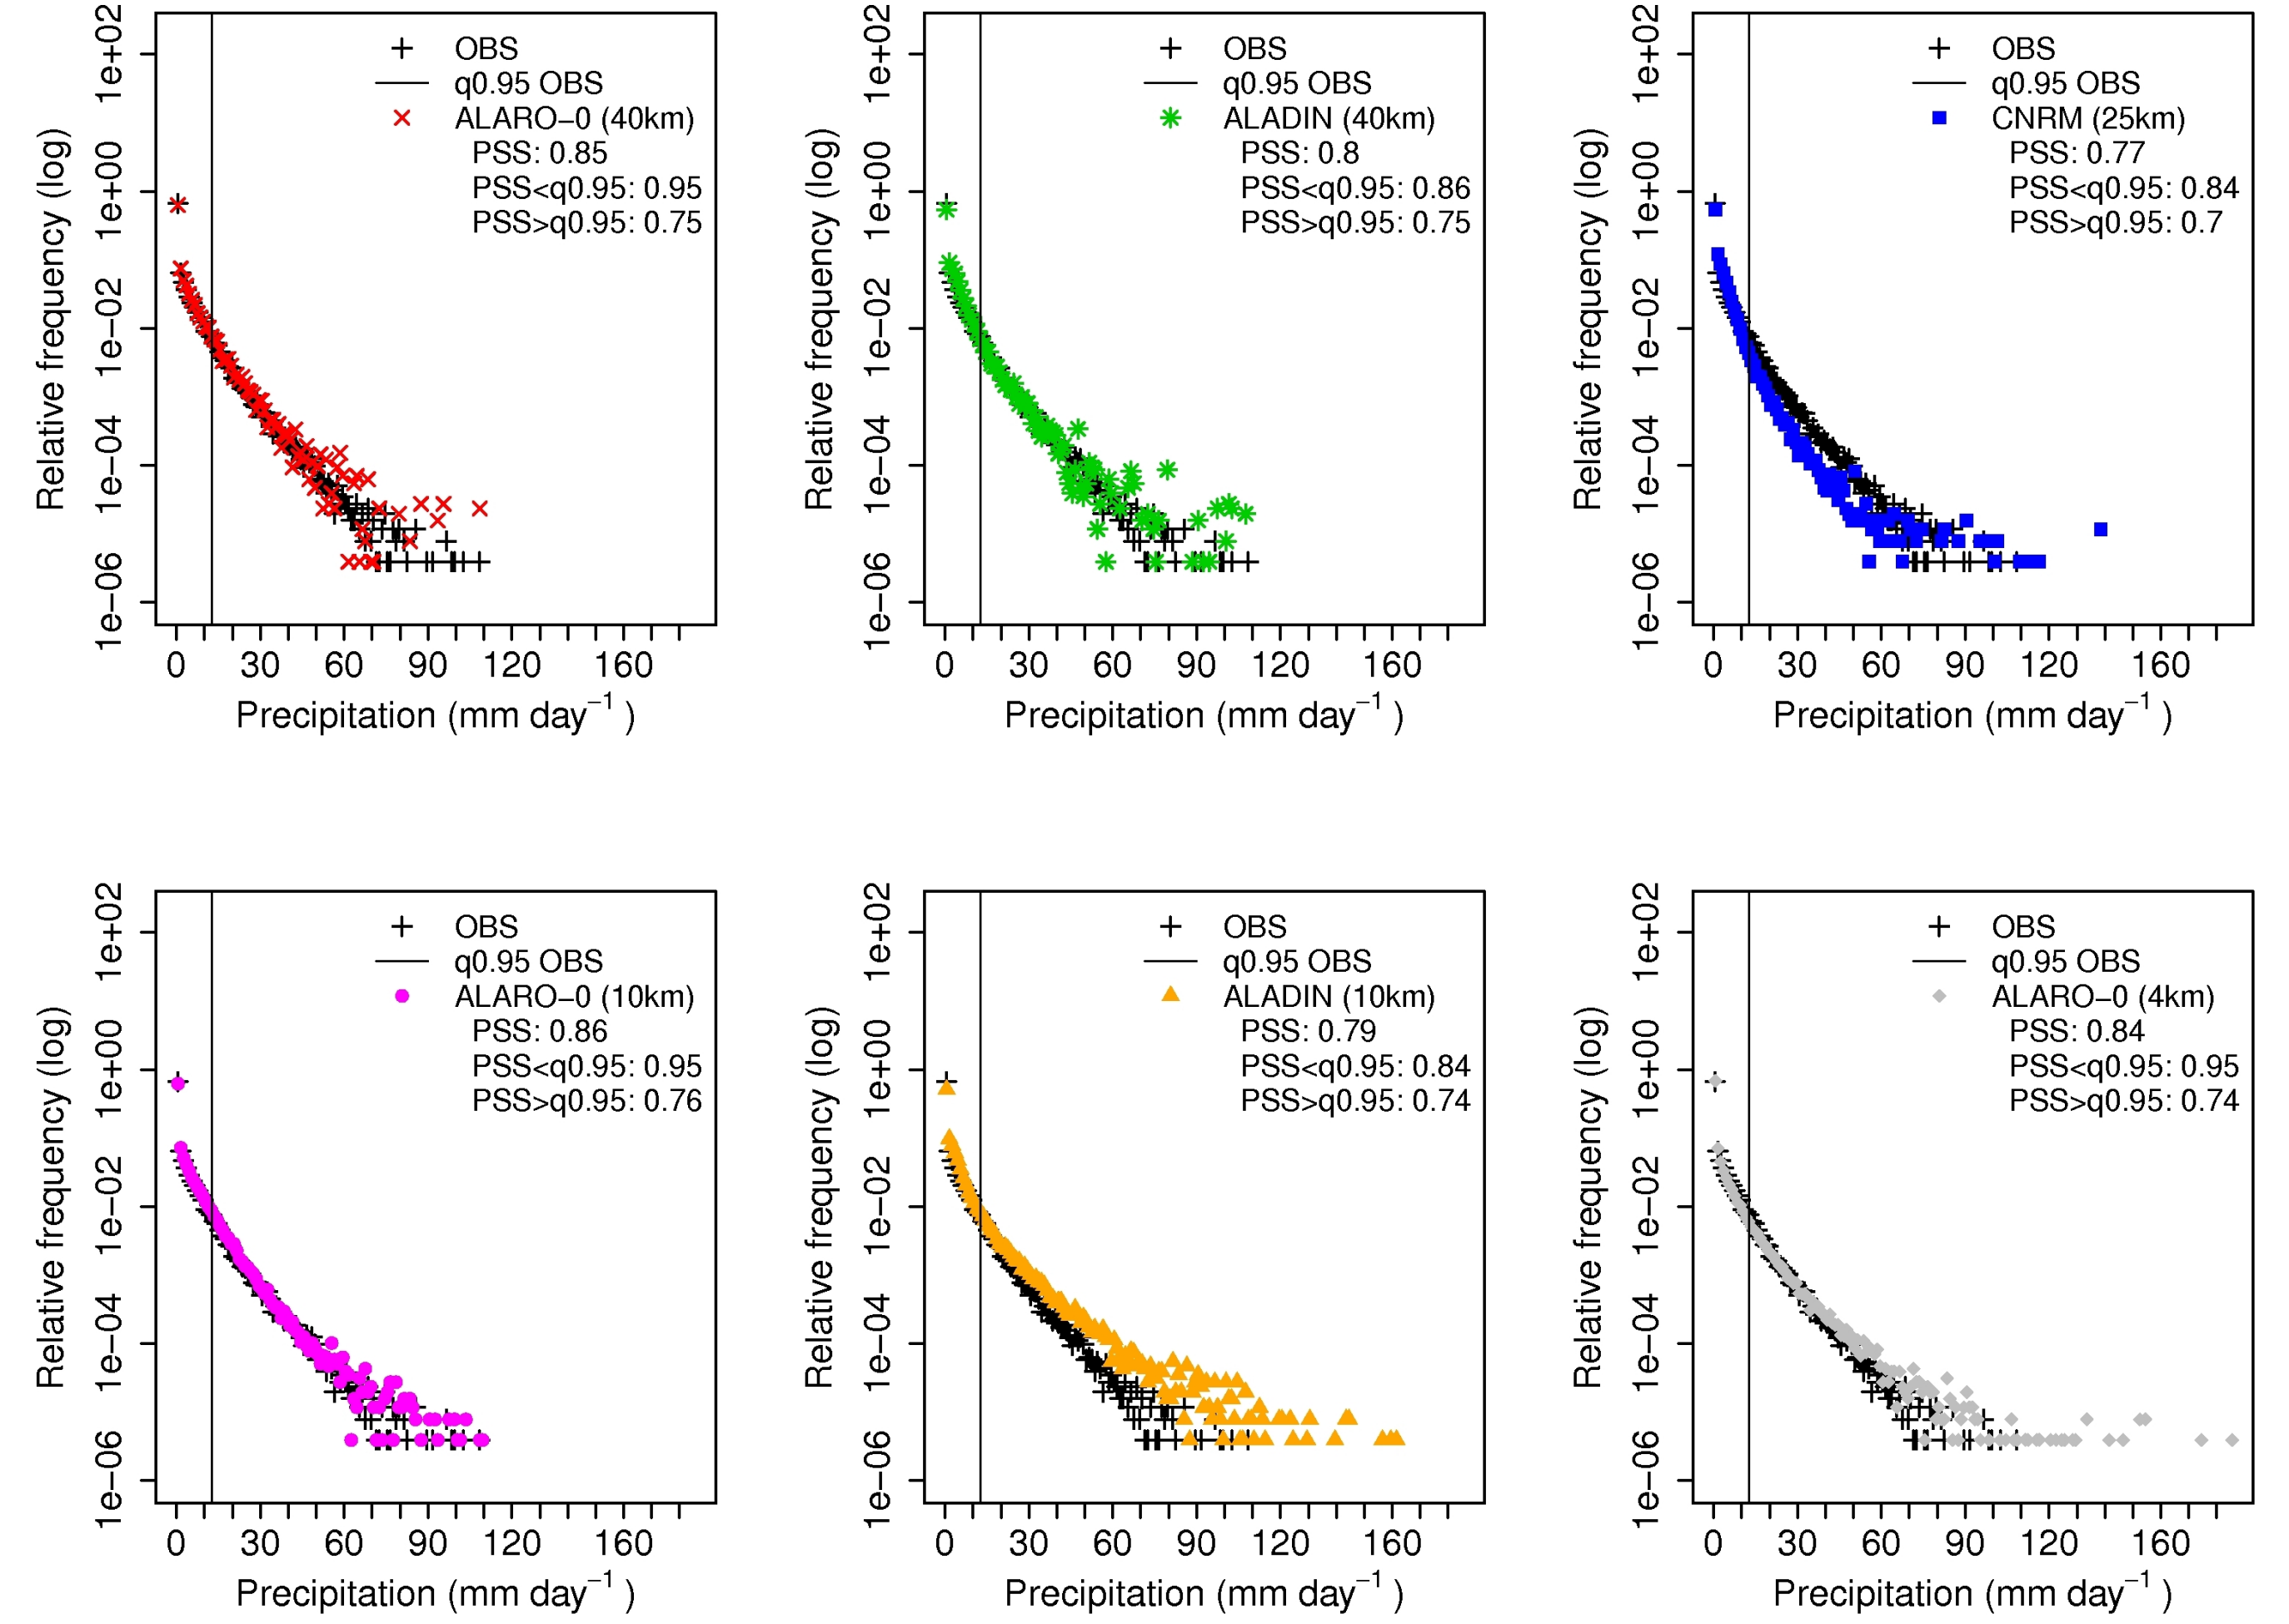 OBS
q0.95 OBS
ALARO−0 (40km)
PSS: 0.85
PSS<q0.95: 0.95
PSS>q0.95: 0.75
Relative frequency (log)
1e+02
1e+00
1e−02
1e−04
1e−06
0 30 60 90 120 160
Precipitation (mm day−1 )
OBS
q0.95 OBS
ALADIN (40km)
PSS: 0.8
PSS<q0.95: 0.86
PSS>q0.95: 0.75
Relative frequency (log)
1e+02
1e+00
1e−02
1e−04
1e−06
0 30 60 90 120 160
Precipitation (mm day−1 )
OBS
q0.95 OBS
CNRM (25km)
PSS: 0.77
PSS<q0.95: 0.84
PSS>q0.95: 0.7
Relative frequency (log)
1e+02
1e+00
1e−02
1e−04
1e−06
0 30 60 90 120 160
Precipitation (mm day−1 )
OBS
q0.95 OBS
ALARO−0 (10km)
PSS: 0.86
PSS<q0.95: 0.95
PSS>q0.95: 0.76
Relative frequency (log)
1e+02
1e+00
1e−02
1e−04
1e−06
0 30 60 90 120 160
Precipitation (mm day−1 )
OBS
q0.95 OBS
ALADIN (10km)
PSS: 0.79
PSS<q0.95: 0.84
PSS>q0.95: 0.74
Relative frequency (log)
1e+02
1e+00
1e−02
1e−04
1e−06
0 30 60 90 120 160
Precipitation (mm day−1 )
OBS
q0.95 OBS
ALARO−0 (4km)
PSS: 0.84
PSS<q0.95: 0.95
PSS>q0.95: 0.74
Relative frequency (log)
1e+02
1e+00
1e−02
1e−04
1e−06
0 30 60 90 120 160
Precipitation (mm day−1 )